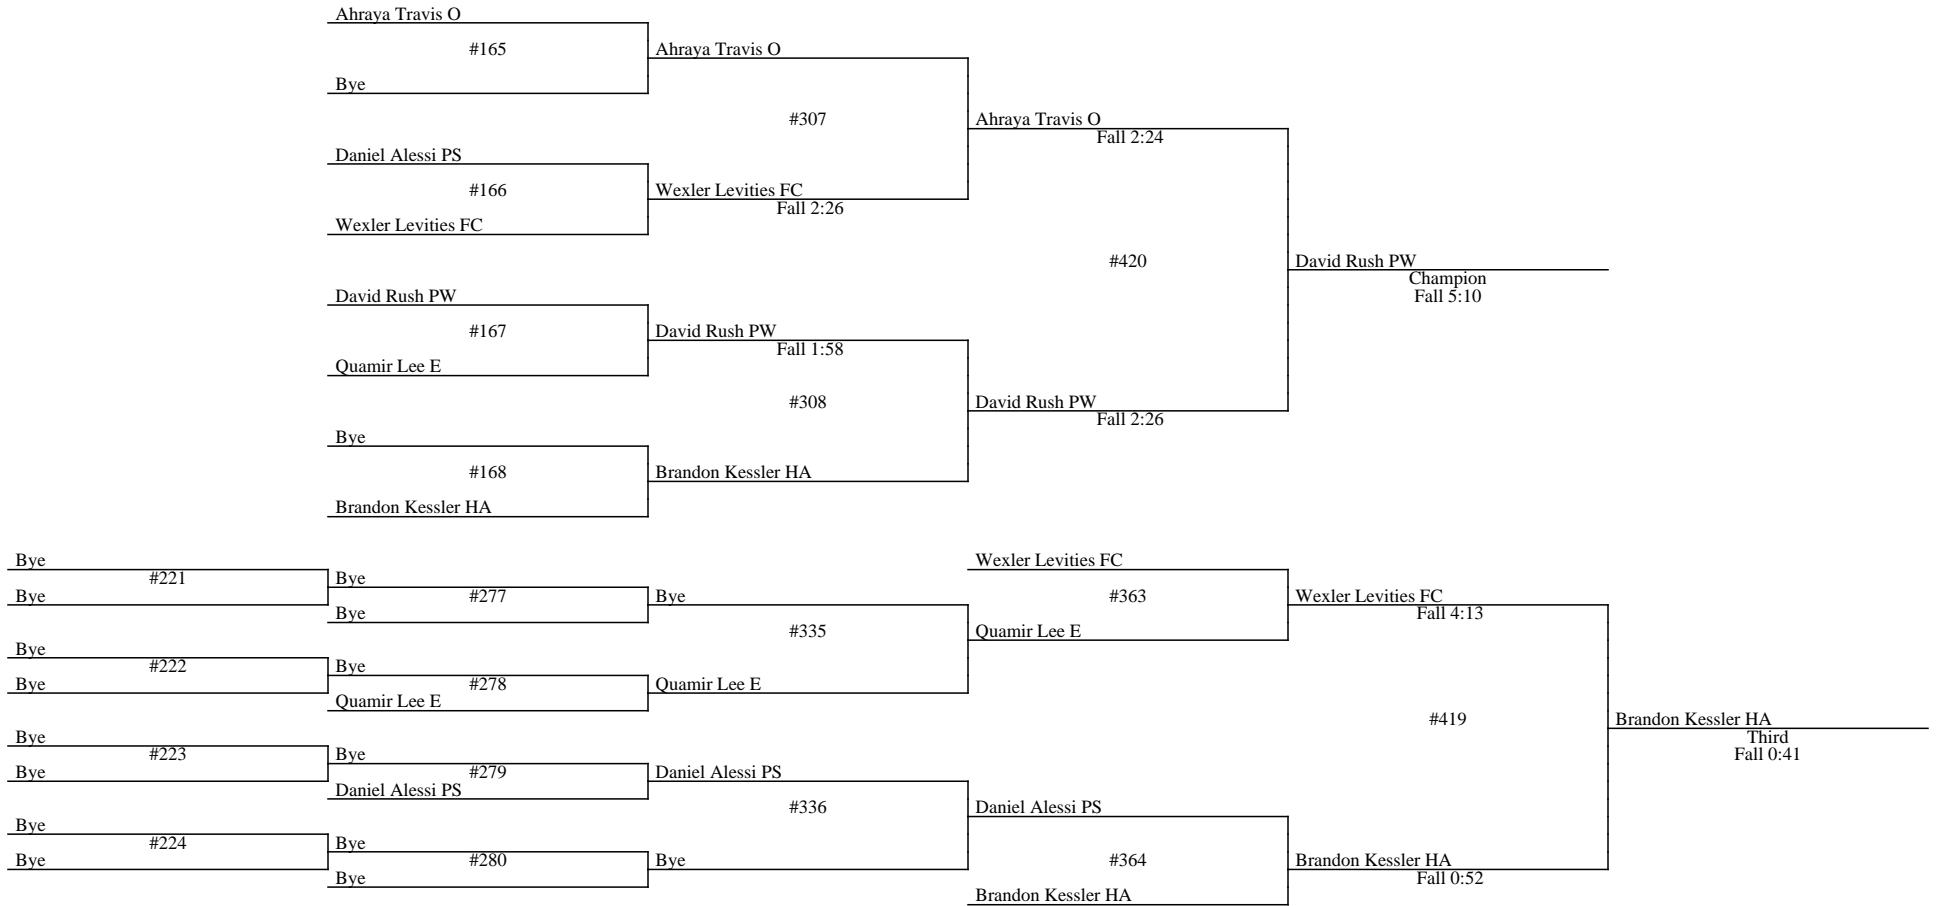 Ahraya Travis O
#165
Ahraya Travis O
Bye
#307
Ahraya Travis O
Fall 2:24
Daniel Alessi PS
#166
Wexler Levities FC
Fall 2:26
Wexler Levities FC
#420
David Rush PW
Champion
Fall 5:10
David Rush PW
#167
David Rush PW
Fall 1:58
Quamir Lee E
#308
David Rush PW
Fall 2:26
Bye
#168
Brandon Kessler HA
Brandon Kessler HA
Bye
#221
Bye
Bye
#277
Bye
Bye
#335
Wexler Levities FC
#363
Wexler Levities FC
Fall 4:13
Quamir Lee E
Bye
#222
Bye
Bye
#278
Quamir Lee E
Quamir Lee E
#419
Brandon Kessler HA
Third
Fall 0:41
Bye
#223
Bye
Bye
#279
Daniel Alessi PS
Daniel Alessi PS
#336
Daniel Alessi PS
Bye
#224
Bye
Bye
#280
Bye
Bye
#364
Brandon Kessler HA
Fall 0:52
Brandon Kessler HA